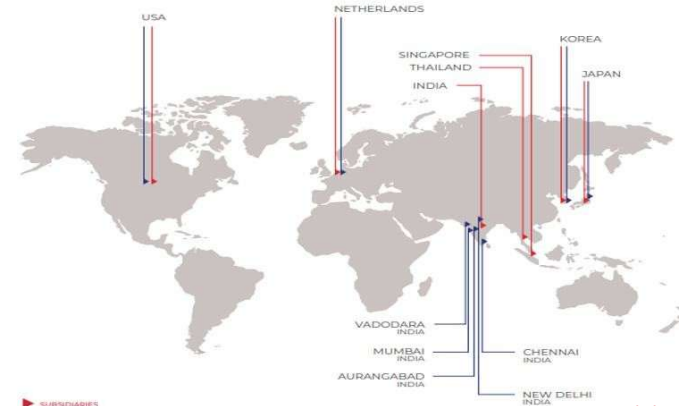 USA
NETHERLANDS
SINGAPORE
THAILAND
INDIA
KOREA
JAPAN
VADODARA
INDIA
MUMBAI
INDIA
AURANGABAD
INDIA
CHENNAI
INDIA
NEW DELHI
INDIA
SUBSIDIARIES